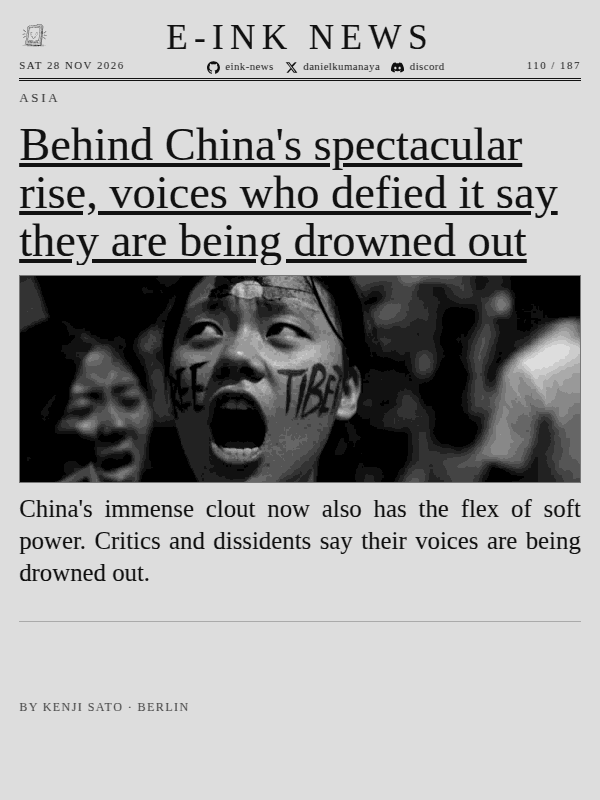 E-INK NEWS
SAT 28 NOV 2026
eink-news
danielkumanaya
discord
110 / 187
ASIA
Behind China's spectacular
rise, voices who defied it say
they are being drowned out
REE TIBET
China's immense clout now also has the flex of soft
power. Critics and dissidents say their voices are being
drowned out.
BY KENJI SATO · BERLIN